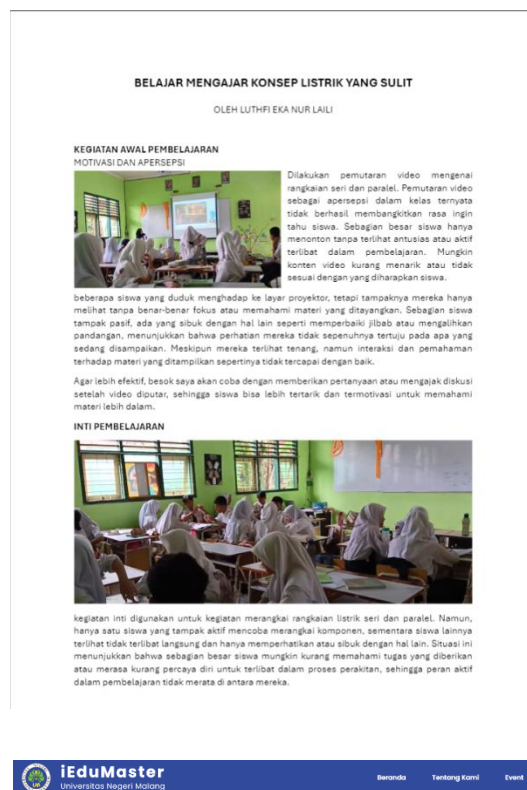 BELAJAR MENGAJAR KONSEP LISTRIK YANG SULIT
OLEH LUTHFI EKA NUR LAILI
KEGIATAN AWAL PEMBELAJARAN
MOTIVASI DAN APERSEPSI
Dilakukan pemutaran video mengenai
rangkaian seri dan paralel. Pemutaran video
sebagai apersepsi dalam kelas ternyata
tidak berhasil membangkitkan rasa ingin
tahu siswa. Sebagian besar siswa hanya
menonton tanpa terlihat antusias atau aktif
terlibat dalam pembelajaran. Mungkin
konten video kurang menarik atau tidak
sesuai dengan yang diharapkan siswa.
beberapa siswa yang duduk menghadap ke layar proyektor, tetapi tampaknya mereka hanya
melihat tanpa benar-benar fokus atau memahami materi yang ditayangkan. Sebagian siswa
tampak pasif, ada yang sibuk dengan hal lain seperti memperbaiki jilbab atau mengalihkan
pandangan, menunjukkan bahwa perhatian mereka tidak sepenuhnya tertuju pada apa yang
sedang disampaikan. Meskipun mereka terlihat tenang, namun interaksi dan pemahaman
terhadap materi yang ditampilkan sepertinya tidak tercapai dengan baik.
Agar lebih efektif, besok saya akan coba dengan memberikan pertanyaan atau mengajak diskusi
setelah video diputar, sehingga siswa bisa lebih tertarik dan termotivasi untuk memahami
materi lebih dalam.
INTI PEMBELAJARAN
kegiatan inti digunakan untuk kegiatan merangkai rangkaian listrik seri dan paralel. Namun,
hanya satu siswa yang tampak aktif mencoba merangkai komponen, sementara siswa lainnya
terlihat tidak terlibat langsung dan hanya memperhatikan atau sibuk dengan hal lain. Situasi ini
menunjukkan bahwa sebagian besar siswa mungkin kurang memahami tugas yang diberikan
atau merasa kurang percaya diri untuk terlibat dalam proses perakitan, sehingga peran aktif
dalam pembelajaran tidak merata di antara mereka.
iEduMaster
Universitas Negeri Malang
Beranda Tentang Kami Event